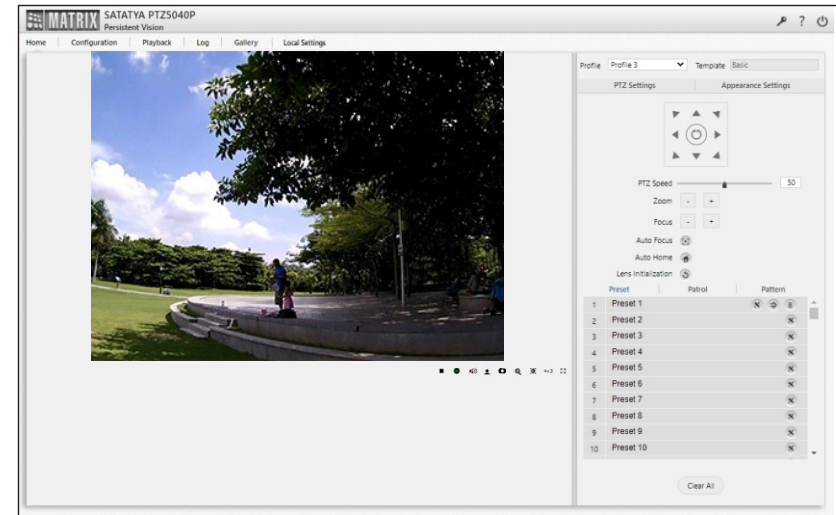 MATRIX SATATYA PTZ5040P
Persistent Vision
?
Home Configuration Playback Log Gallery Local Settings
Profile Profile 3 Template Basic
PTZ Settings Appearance Settings
PTZ Speed 50
Zoom - +
Focus - +
Auto Focus
Auto Home
Lens Initialization
Preset Patrol Pattern
1 Preset 1
2 Preset 2
3 Preset 3
4 Preset 4
5 Preset 5
6 Preset 6
7 Preset 7
8 Preset 8
9 Preset 9
10 Preset 10
Clear All